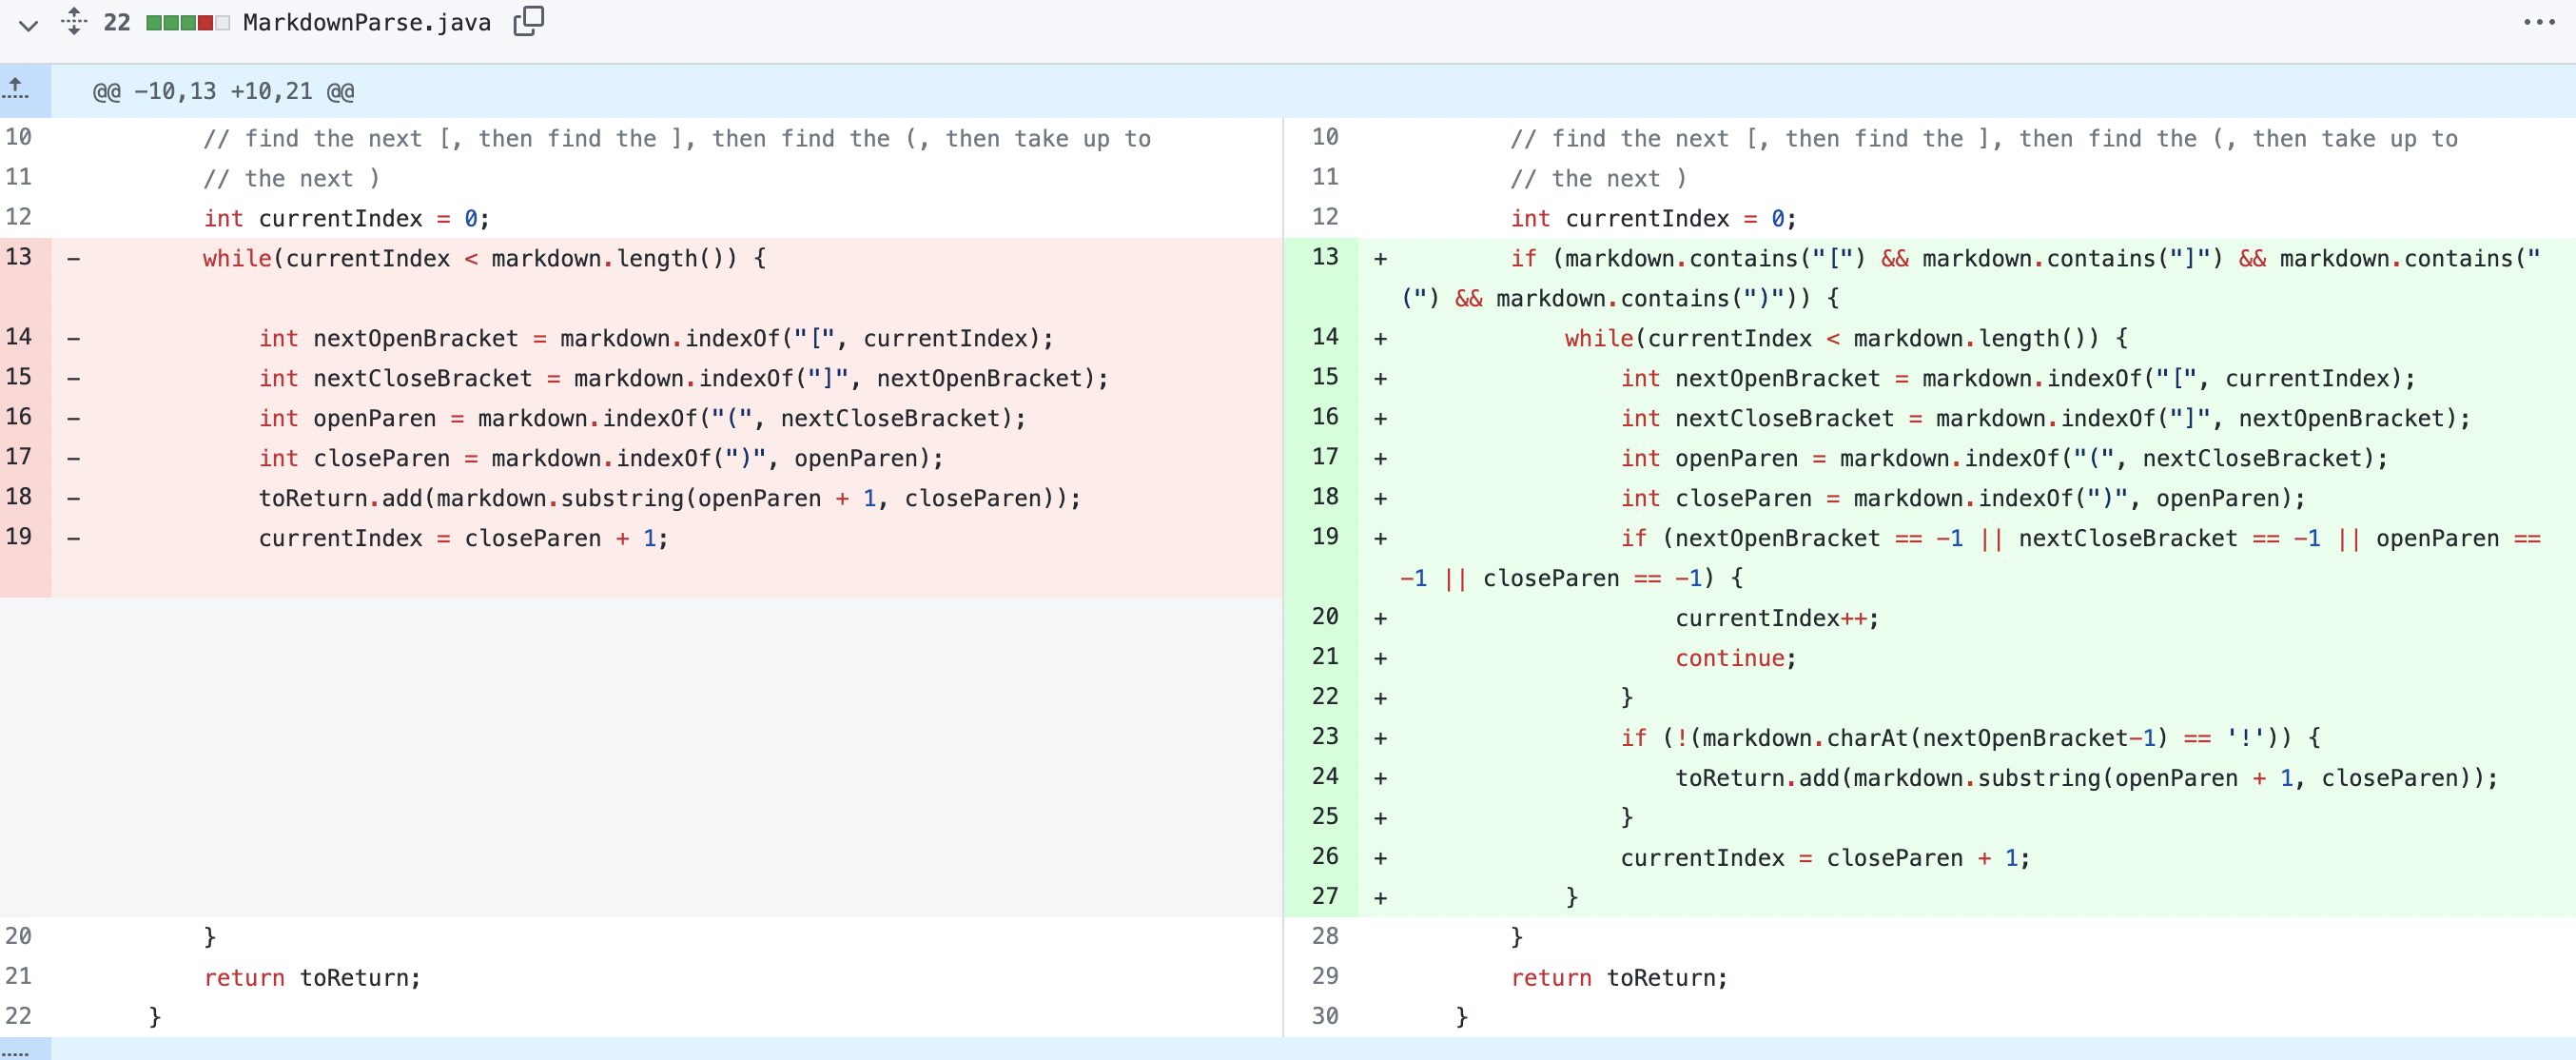 22 MarkdownParse.java
@@ -10,13 +10,21 @@
10 // find the next [, then find the ], then find the (, then take up to
11 // the next )
12 int currentIndex = 0;
13 - while(currentIndex < markdown.length()) {
14 - int nextOpenBracket = markdown.indexOf("[", currentIndex);
15 - int nextCloseBracket = markdown.indexOf("]", nextOpenBracket);
16 - int openParen = markdown.indexOf("(", nextCloseBracket);
17 - int closeParen = markdown.indexOf(")", openParen);
18 - toReturn.add(markdown.substring(openParen + 1, closeParen));
19 - currentIndex = closeParen + 1;
20 }
21 return toReturn;
22 }
10 // find the next [, then find the ], then find the (, then take up to
11 // the next )
12 int currentIndex = 0;
13 + if (markdown.contains("[") && markdown.contains("]") && markdown.contains("
(") && markdown.contains(")")) {
14 + while(currentIndex < markdown.length()) {
15 + int nextOpenBracket = markdown.indexOf("[", currentIndex);
16 + int nextCloseBracket = markdown.indexOf("]", nextOpenBracket);
17 + int openParen = markdown.indexOf("(", nextCloseBracket);
18 + int closeParen = markdown.indexOf(")", openParen);
19 + if (nextOpenBracket == -1 || nextCloseBracket == -1 || openParen ==
-1 || closeParen == -1) {
20 + currentIndex++;
21 + continue;
22 + }
23 + if (!(markdown.charAt(nextOpenBracket-1) == '!')) {
24 + toReturn.add(markdown.substring(openParen + 1, closeParen));
25 + }
26 + currentIndex = closeParen + 1;
27 + }
28 }
29 return toReturn;
30 }